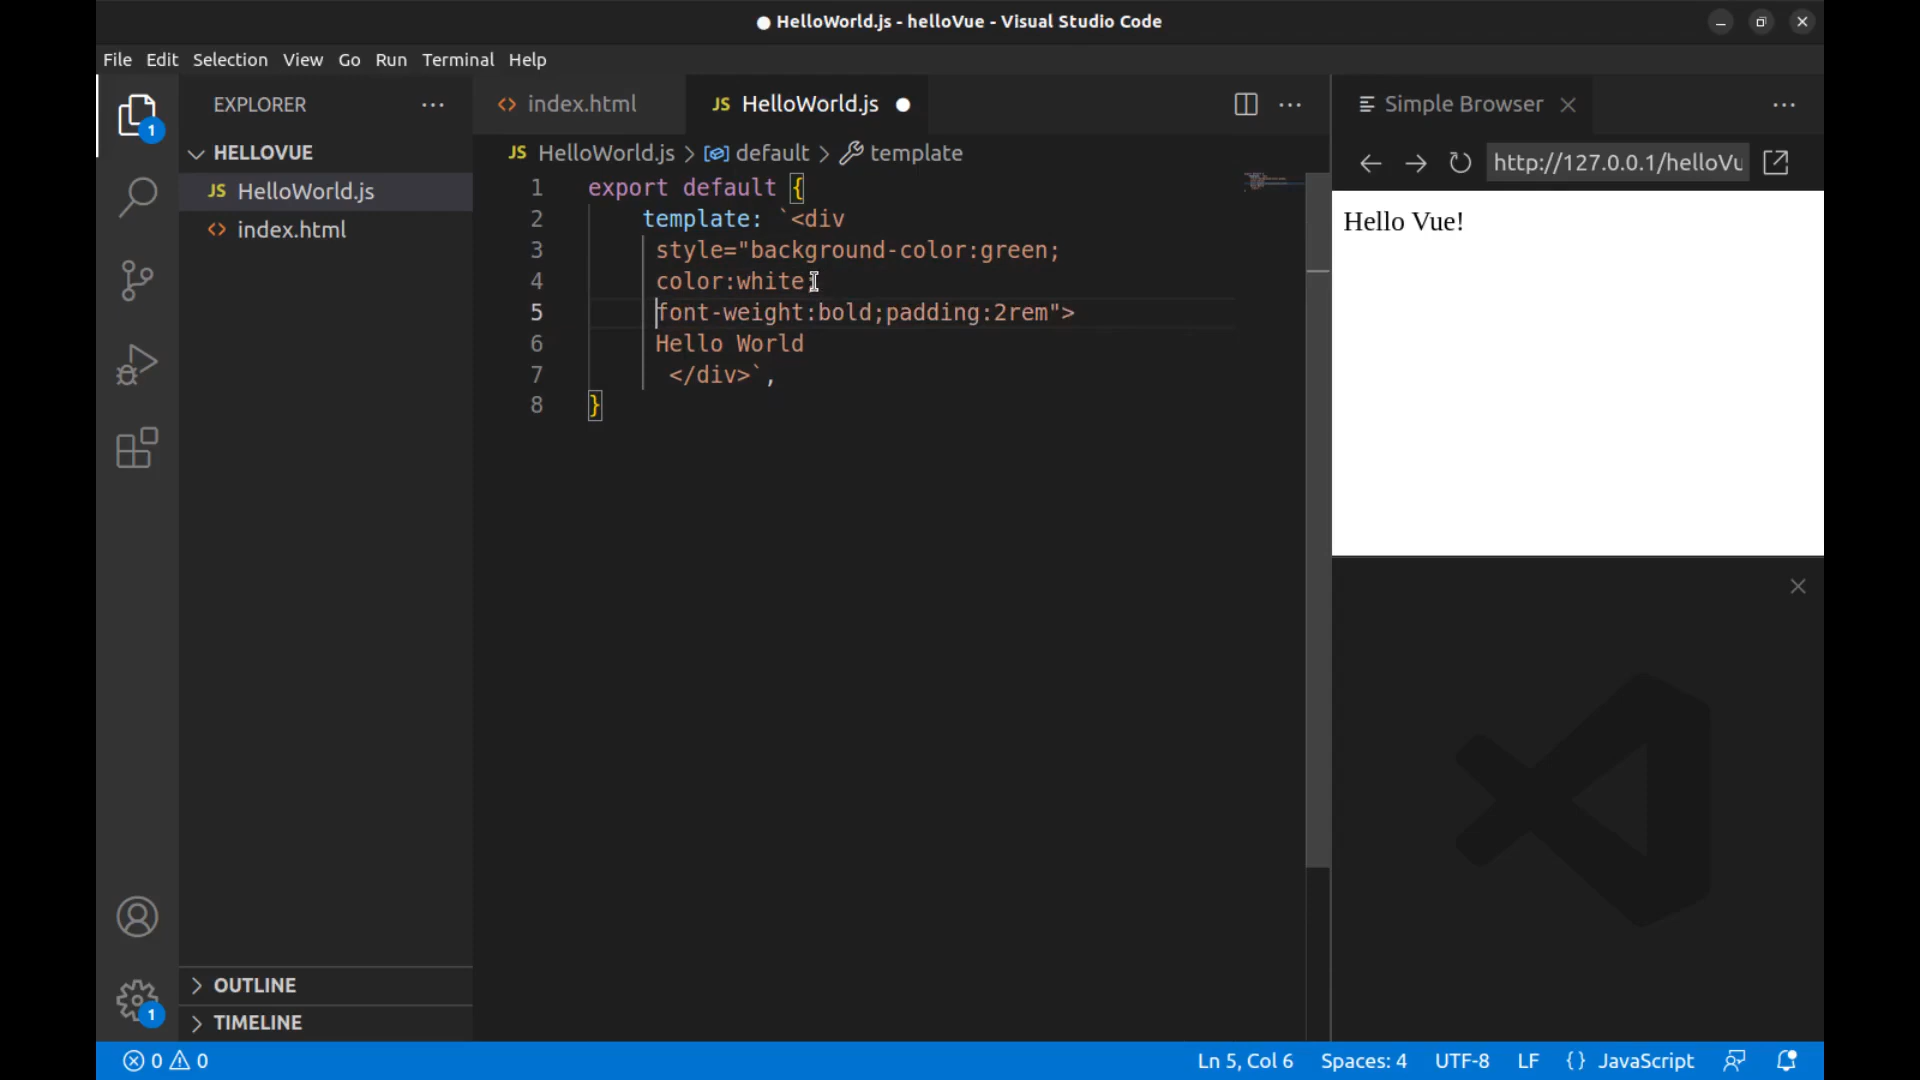 ● HelloWorld.js - helloVue - Visual Studio Code
File Edit Selection View Go Run Terminal Help
EXPLORER ...
HELLOVUE
JS HelloWorld.js
<> index.html
OUTLINE
TIMELINE
1
1
<> index.html JS HelloWorld.js ●
JS HelloWorld.js > default > template
1 export default {
2 template: `<div
3 style="background-color:green;
4 color:white;
5 font-weight:bold;padding:2rem">
6 Hello World
7 </div>`,
8 }
Simple Browser
http://127.0.0.1/helloVu
Hello Vue!
0 0 Ln 5, Col 6 Spaces: 4 UTF-8 LF {} JavaScript